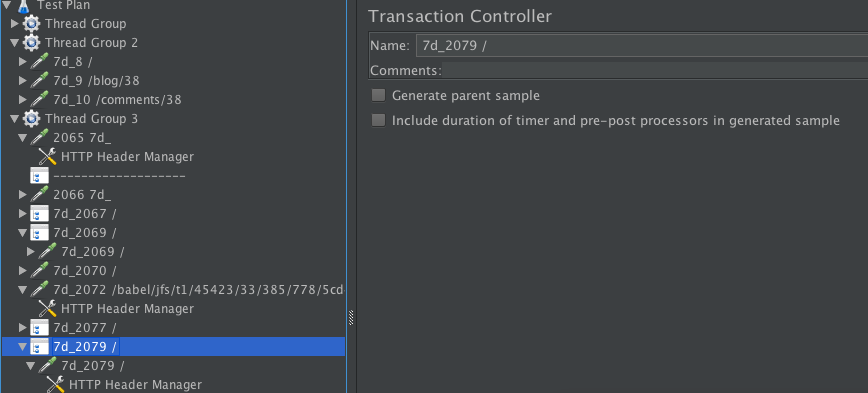 Test Plan
Thread Group
Thread Group 2
7d_8 /
7d_9 /blog/38
7d_10 /comments/38
Thread Group 3
2065 7d_
HTTP Header Manager
-------------------
2066 7d_
7d_2067 /
7d_2069 /
7d_2069 /
7d_2070 /
7d_2072 /babel/jfs/t1/45423/33/385/778/5cd
HTTP Header Manager
7d_2077 /
7d_2079 /
7d_2079 /
HTTP Header Manager
Transaction Controller
Name: 7d_2079 /
Comments:
Generate parent sample
Include duration of timer and pre-post processors in generated sample